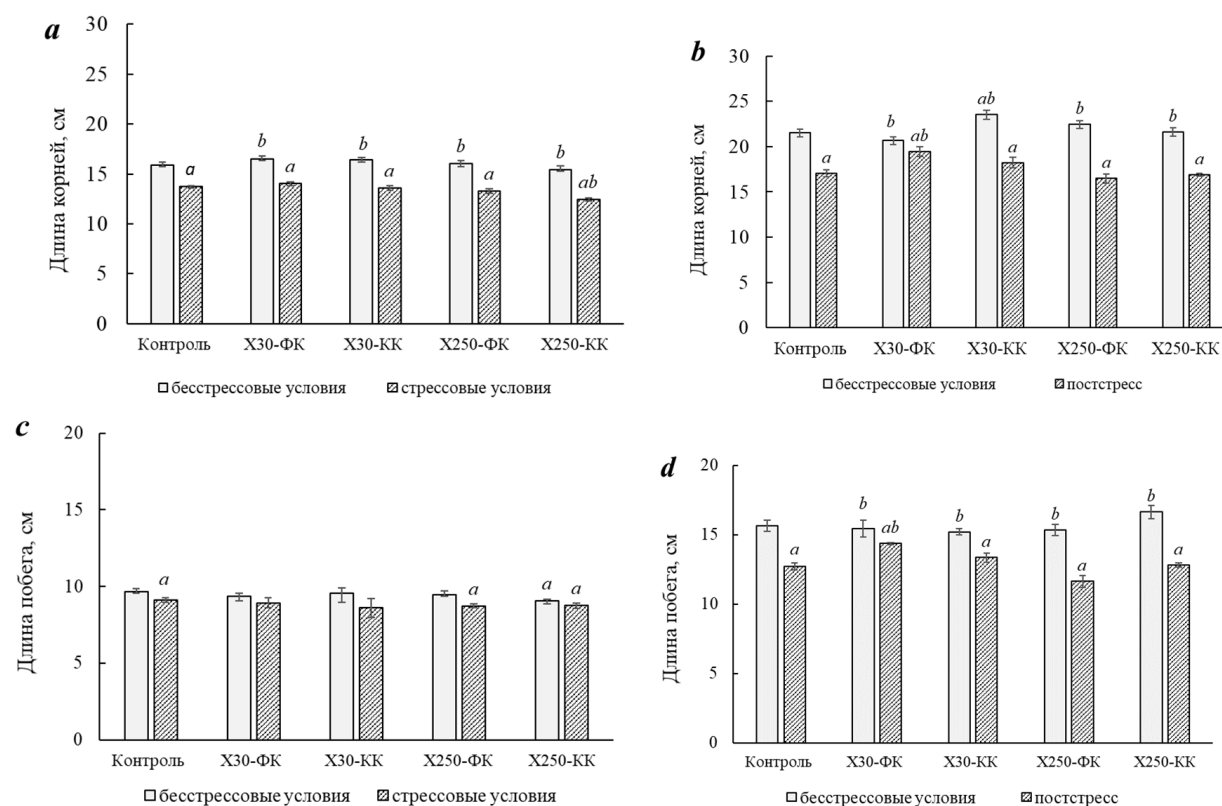 a
Длина корней, см
30
25
20
15
10
5
0
a
b
a
b
a
b
a
b
ab
Контроль
Х30-ФК
Х30-КК
Х250-ФК
Х250-КК
бесстрессовые условия
стрессовые условия
b
Длина корней, см
30
25
20
15
10
5
0
a
b
ab
ab
a
b
a
b
a
Контроль
Х30-ФК
Х30-КК
Х250-ФК
Х250-КК
бесстрессовые условия
постстресс
c
Длина побега, см
20
15
10
5
0
a
a
a
a
Контроль
Х30-ФК
Х30-КК
Х250-ФК
Х250-КК
бесстрессовые условия
стрессовые условия
d
Длина побега, см
20
15
10
5
0
a
b
ab
b
a
b
a
b
a
Контроль
Х30-ФК
Х30-КК
Х250-ФК
Х250-КК
бесстрессовые условия
постстресс